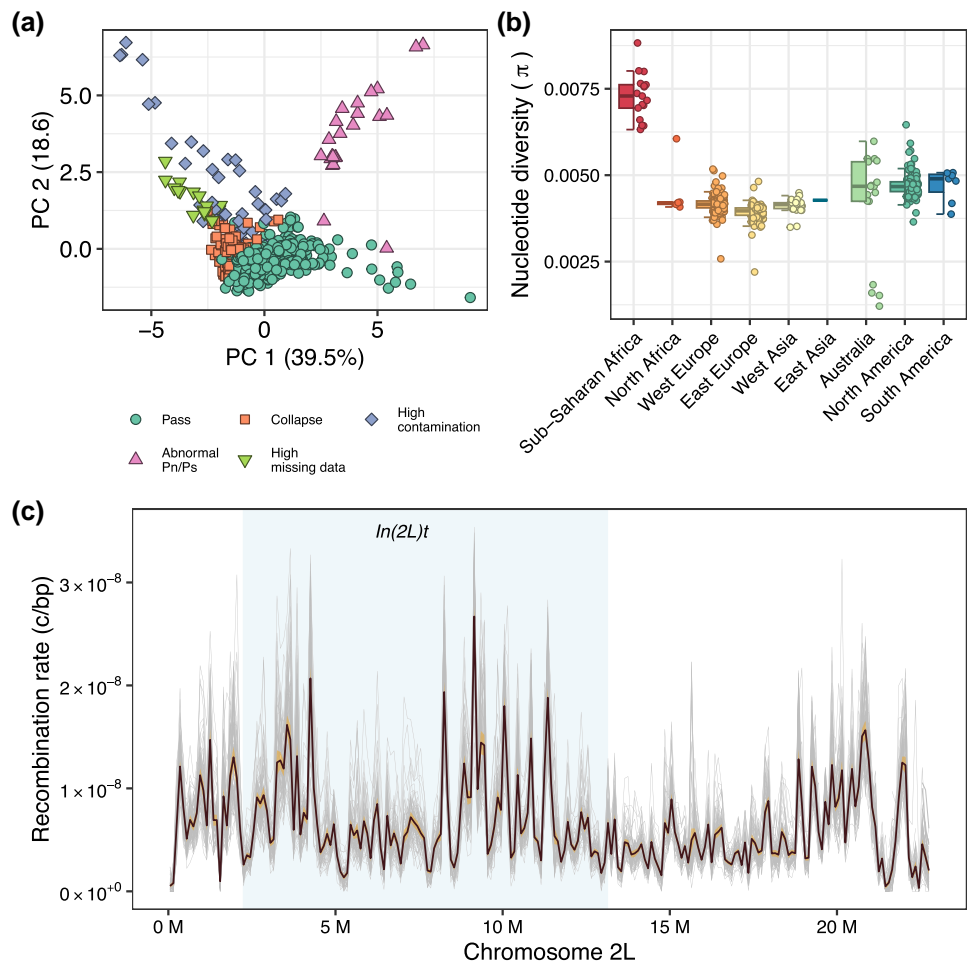 (a)
PC 2 (18.6)
5.0
2.5
0.0
−5
0
5
PC 1 (39.5%)
Pass
Collapse
High
contamination
Abnormal
Pn/Ps
High
missing data
(b)
Nucleotide diversity ( π )
0.0075
0.0050
0.0025
Sub−Saharan Africa
North Africa
West Europe
East Europe
West Asia
East Asia
Australia
North America
South America
(c)
In(2L)t
Recombination rate (c/bp)
3 × 10⁻⁸
2 × 10⁻⁸
1 × 10⁻⁸
0 × 10⁺⁰
0 M
5 M
10 M
15 M
20 M
Chromosome 2L